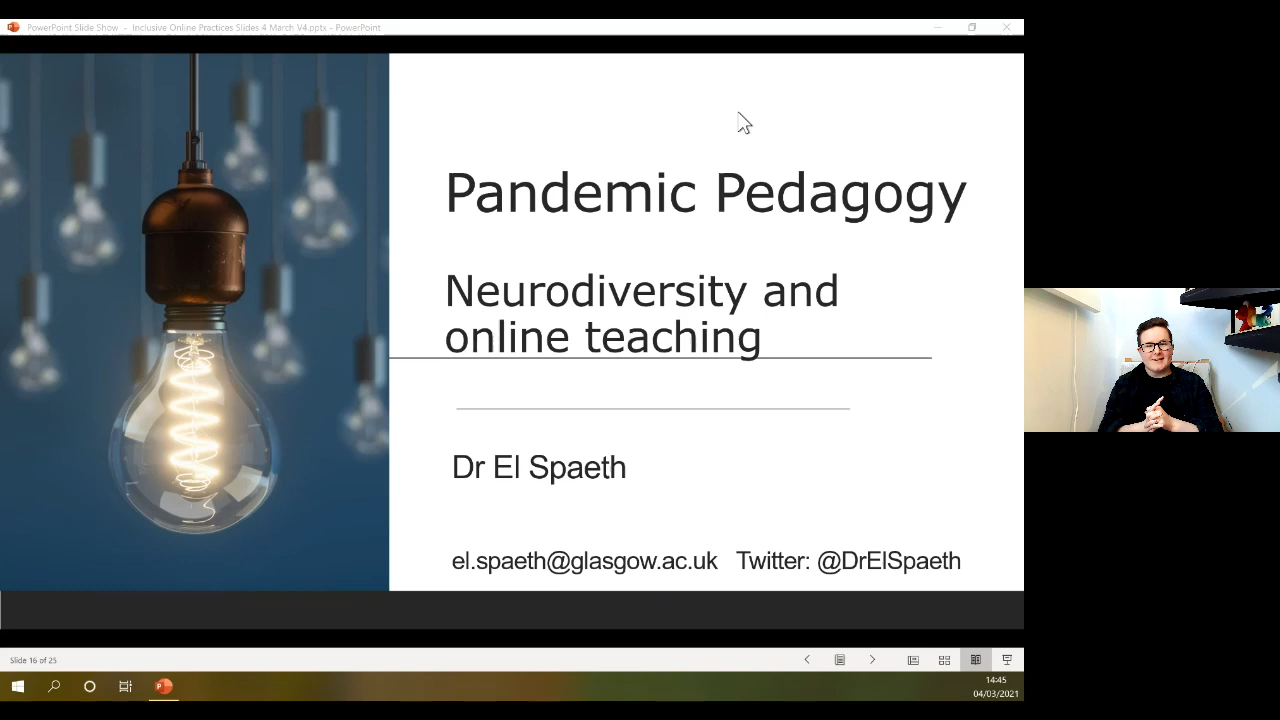 PowerPoint Slide Show - Inclusive Online Practices Slides 4 March V4.pptx - PowerPoint
Pandemic Pedagogy
Neurodiversity and
online teaching
Dr El Spaeth
el.spaeth@glasgow.ac.uk Twitter: @DrElSpaeth
Slide 16 of 25
14:45
04/03/2021